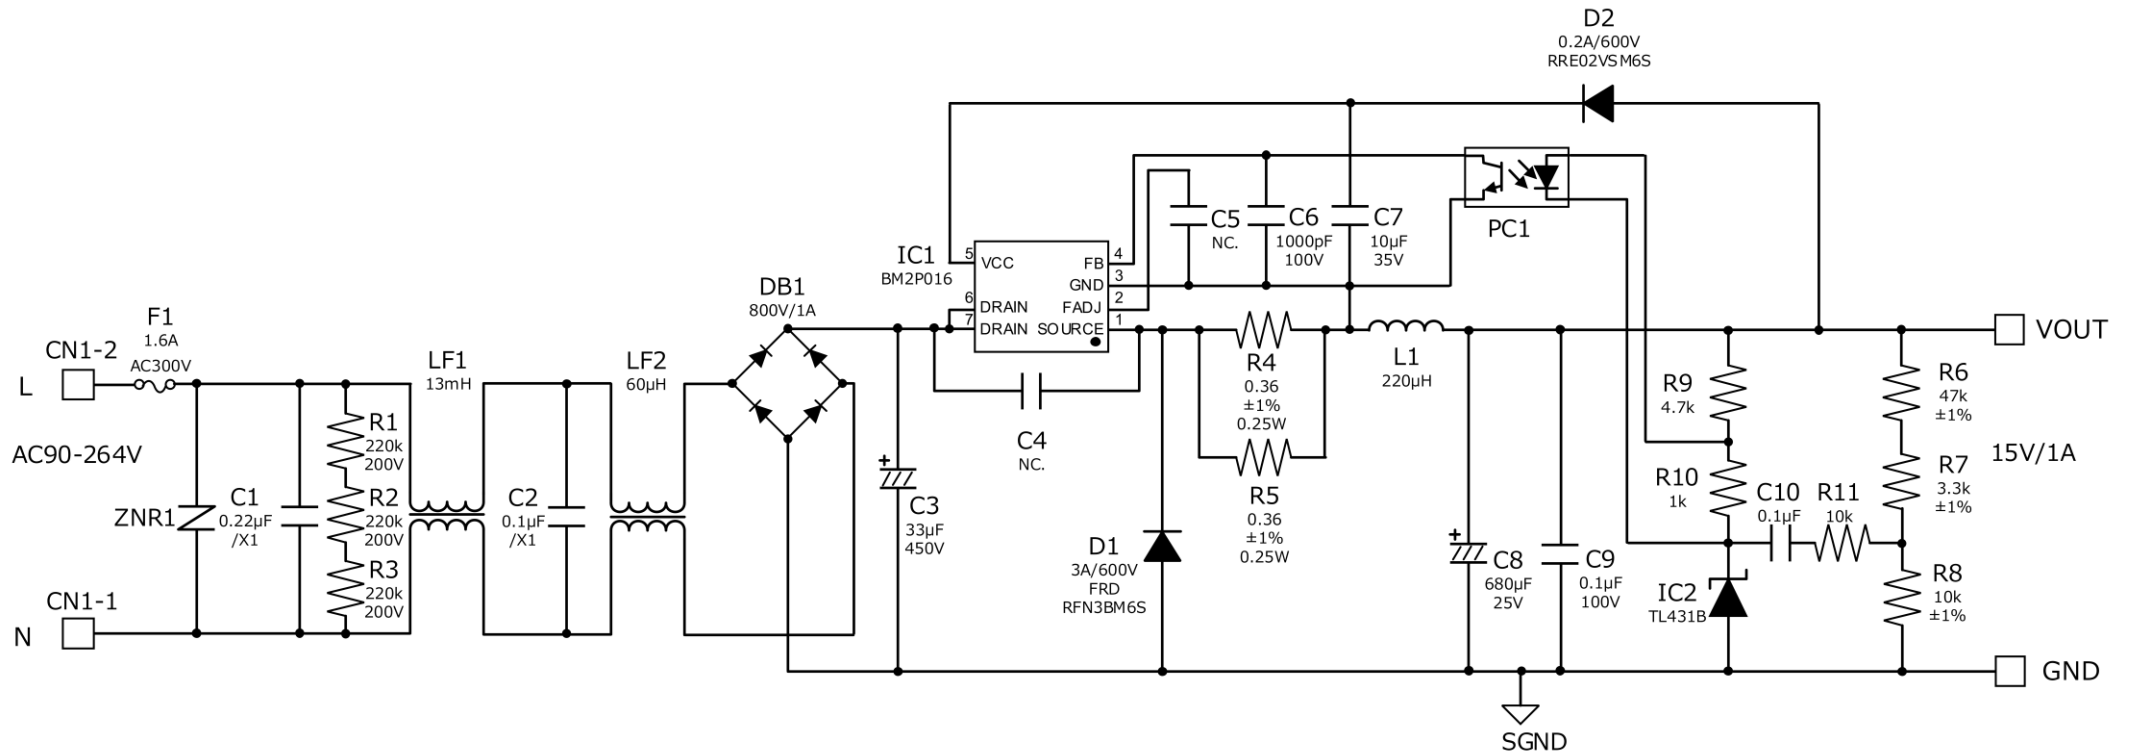 D2
0.2A/600V
RRE02VSM6S
PC1
IC1
BM2P016
5
VCC
6
DRAIN
7
DRAIN
FB
4
GND
3
FADJ
2
SOURCE
1
C5
NC.
C6
1000pF
100V
C7
10µF
35V
DB1
800V/1A
F1
1.6A
AC300V
CN1-2
L
AC90-264V
CN1-1
N
ZNR1
C1
0.22µF
/X1
R1
220k
200V
R2
220k
200V
R3
220k
200V
LF1
13mH
C2
0.1µF
/X1
LF2
60µH
+
C3
33µF
450V
C4
NC.
D1
3A/600V
FRD
RFN3BM6S
R4
0.36
±1%
0.25W
R5
0.36
±1%
0.25W
L1
220µH
+
C8
680µF
25V
C9
0.1µF
100V
R9
4.7k
R10
1k
C10
0.1µF
R11
10k
IC2
TL431B
R6
47k
±1%
R7
3.3k
±1%
R8
10k
±1%
VOUT
15V/1A
GND
SGND